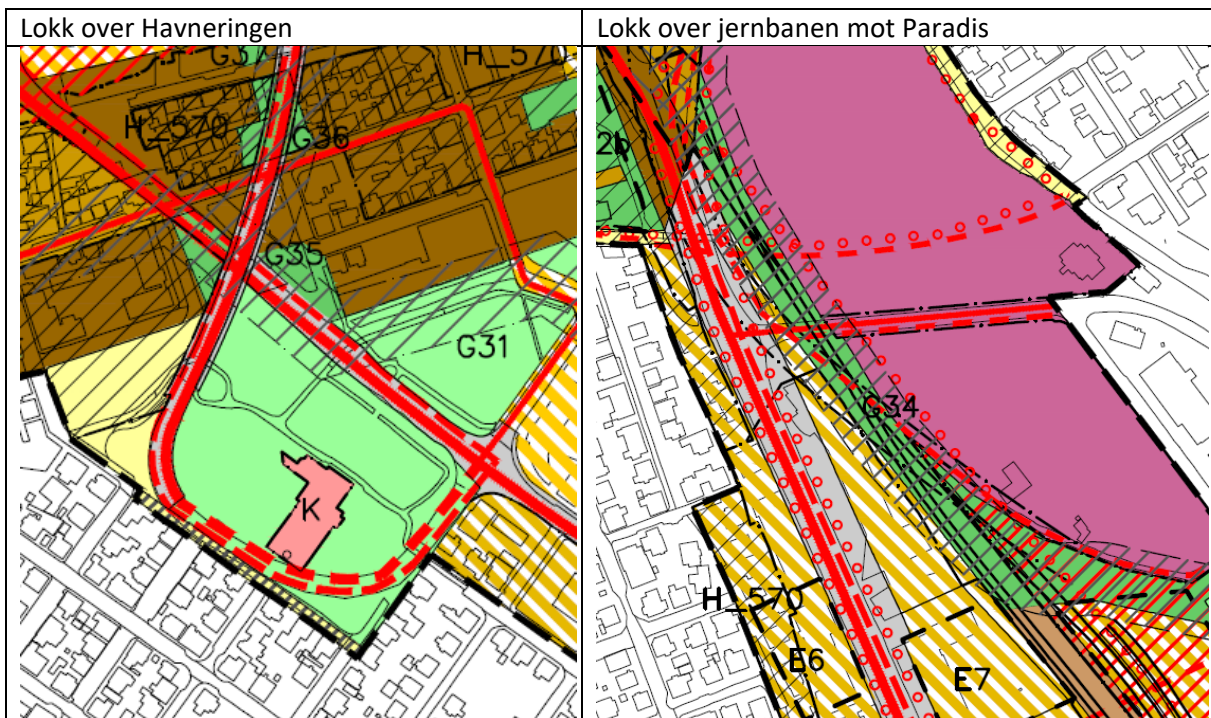 Lokk over Havneringen
Lokk over jernbanen mot Paradis
H_570
H_570
G36
G35
G31
K
G34
H_570
E6
E7